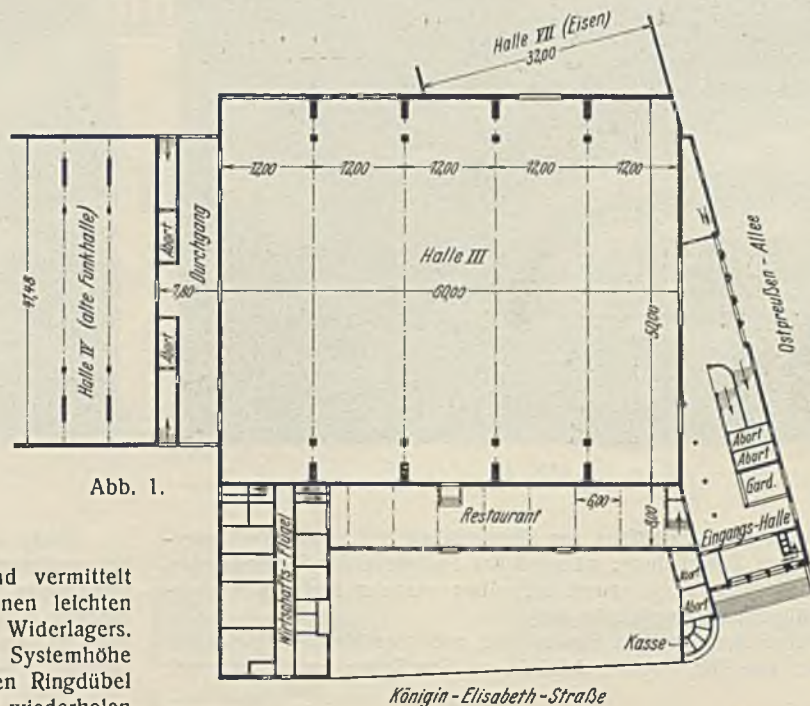 Halle VII (Eisen)
32,00
12,00 12,00 12,00 12,00 12,00
Abort
Durchgang
Halle IV (alte Funkhalle)
41,48
7,80
Halle III
60,00
50,00
Ostpreußen - Allee
Abort
Abort
Abort
Gard.
Abb. 1.
Restaurant
6,00
8,00
Eingangs-Halle
Wirtschafts-Flügel
Abort
Abort
Kasse
Königin-Elisabeth-Straße
nd vermittelt
nen leichten
Widerlagers.
Systemhöhe
en Ringdübel
wiederholen